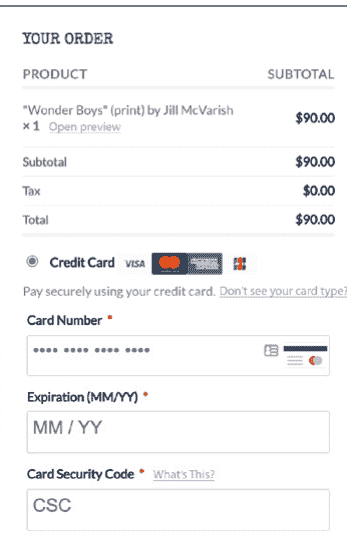 YOUR ORDER
PRODUCT SUBTOTAL
"Wonder Boys" (print) by Jill McVarish $90.00
× 1 Open preview
Subtotal $90.00
Tax $0.00
Total $90.00
Credit Card VISA
Pay securely using your credit card. Don't see your card type?
Card Number *
•••• •••• •••• ••••
Expiration (MM/YY) *
MM / YY
Card Security Code * What's This?
CSC